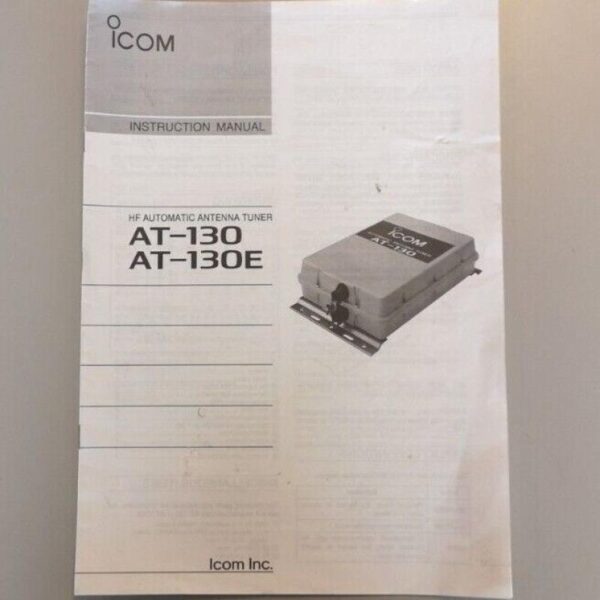 ICOM
INSTRUCTION MANUAL
HF AUTOMATIC ANTENNA TUNER
AT-130
AT-130E
ICOM
AT-130
Icom Inc.